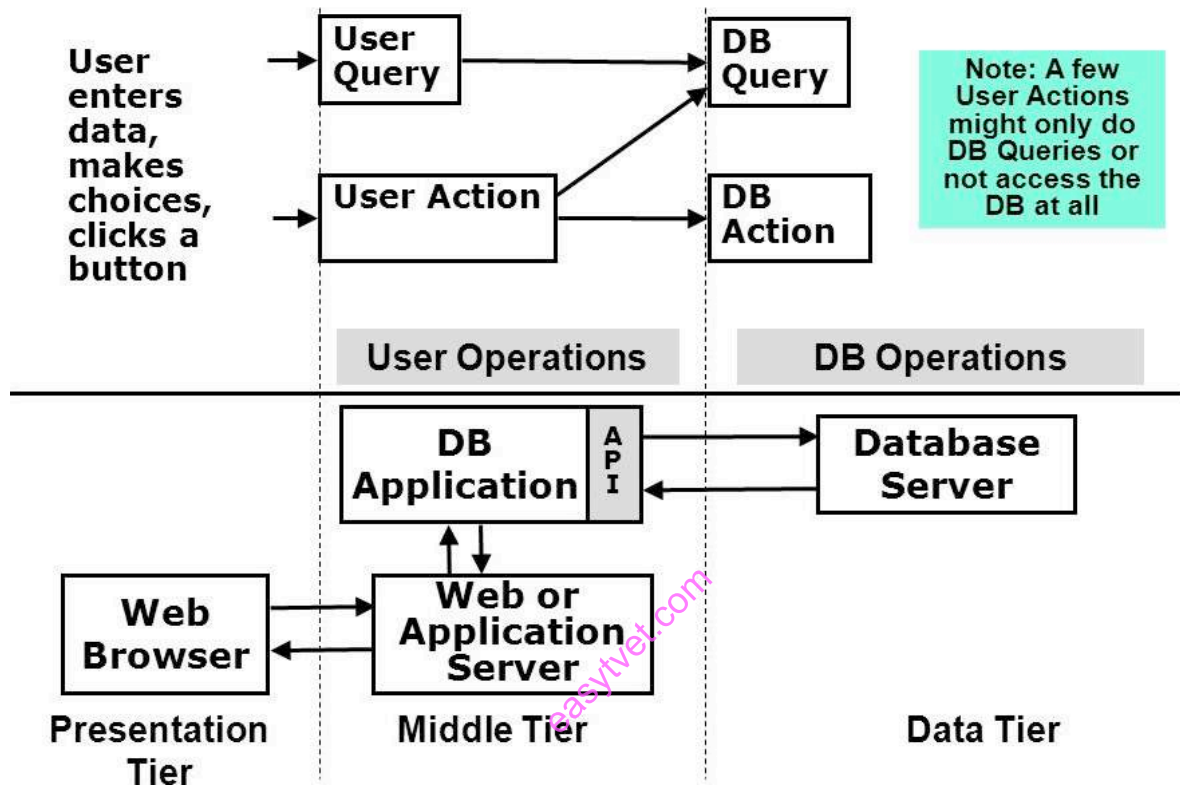 User
enters
data,
makes
choices,
clicks a
button
User
Query
DB
Query
User Action
DB
Action
Note: A few
User Actions
might only do
DB Queries or
not access the
DB at all
User Operations
DB Operations
DB
Application
A
P
I
Database
Server
Web
Browser
Web or
Application
Server
easytvet.com
Presentation
Tier
Middle Tier
Data Tier